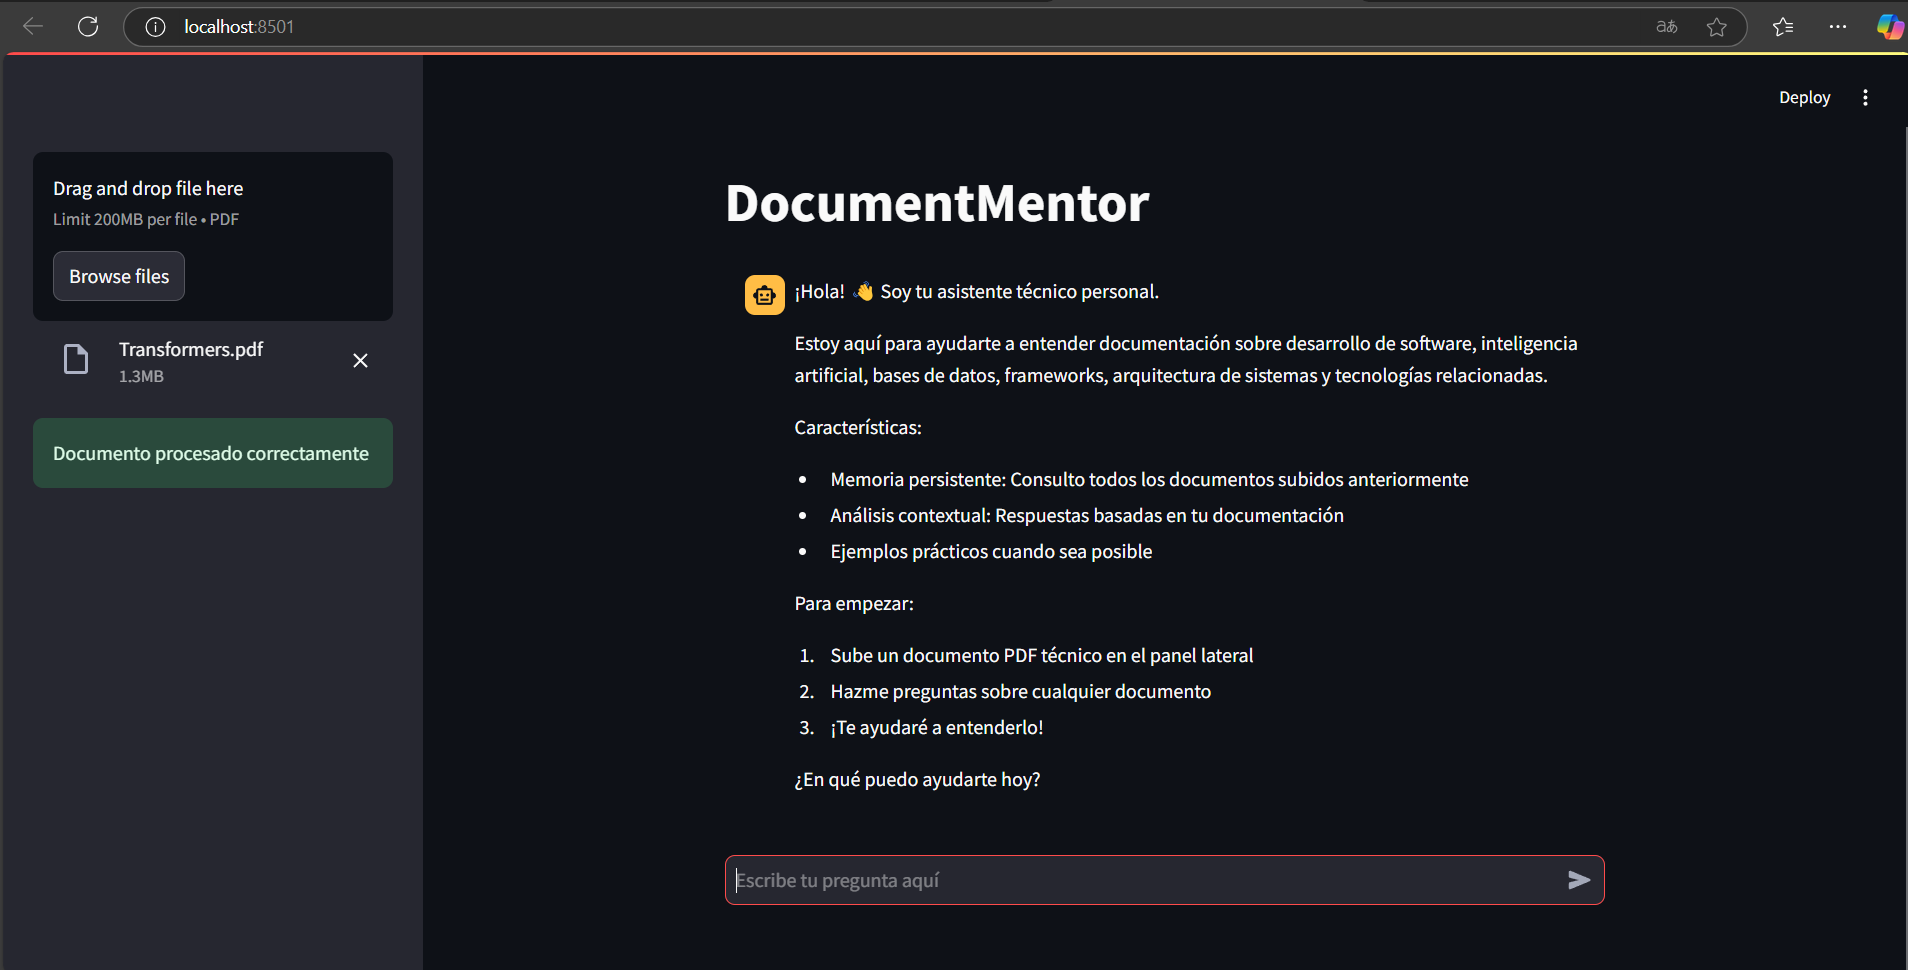 localhost:8501
aあ
Deploy
Drag and drop file here
Limit 200MB per file • PDF
Browse files
Transformers.pdf
1.3MB
Documento procesado correctamente
DocumentMentor
¡Hola! 👋 Soy tu asistente técnico personal.
Estoy aquí para ayudarte a entender documentación sobre desarrollo de software, inteligencia
artificial, bases de datos, frameworks, arquitectura de sistemas y tecnologías relacionadas.
Características:
• Memoria persistente: Consulto todos los documentos subidos anteriormente
• Análisis contextual: Respuestas basadas en tu documentación
• Ejemplos prácticos cuando sea posible
Para empezar:
1. Sube un documento PDF técnico en el panel lateral
2. Hazme preguntas sobre cualquier documento
3. ¡Te ayudaré a entenderlo!
¿En qué puedo ayudarte hoy?
Escribe tu pregunta aquí